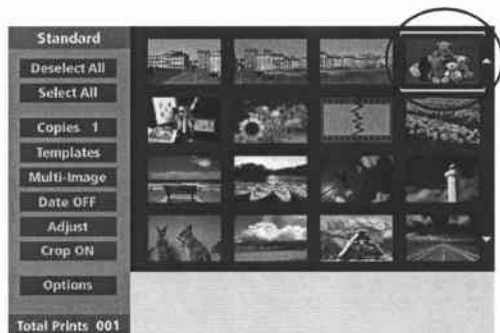 Standard
Deselect All
Select All
Copies 1
Templates
Multi-Image
Date OFF
Adjust
Crop ON
Options
Total Prints 001